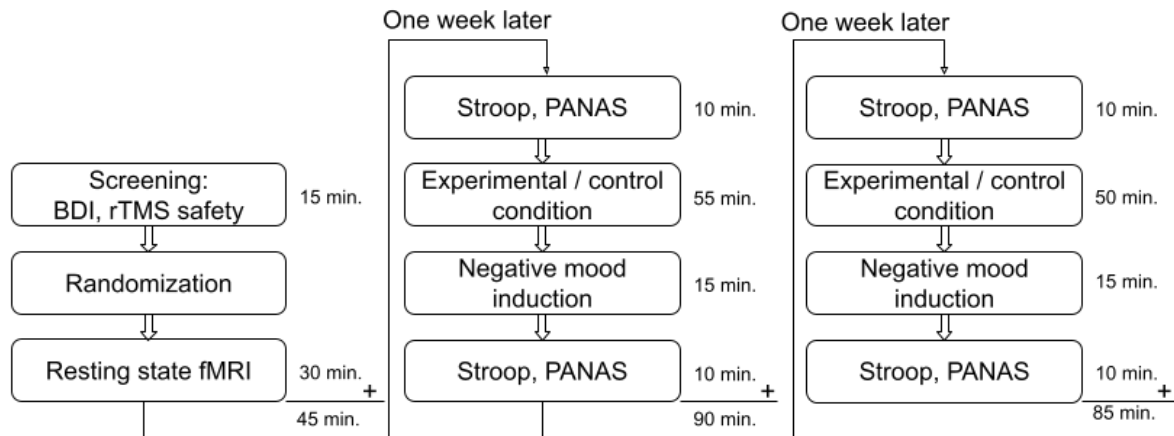 Screening:
BDI, rTMS safety
15 min.
Randomization
Resting state fMRI
30 min.
+
45 min.
One week later
Stroop, PANAS
10 min.
Experimental / control
condition
55 min.
Negative mood
induction
15 min.
Stroop, PANAS
10 min.
+
90 min.
One week later
Stroop, PANAS
10 min.
Experimental / control
condition
50 min.
Negative mood
induction
15 min.
Stroop, PANAS
10 min.
+
85 min.